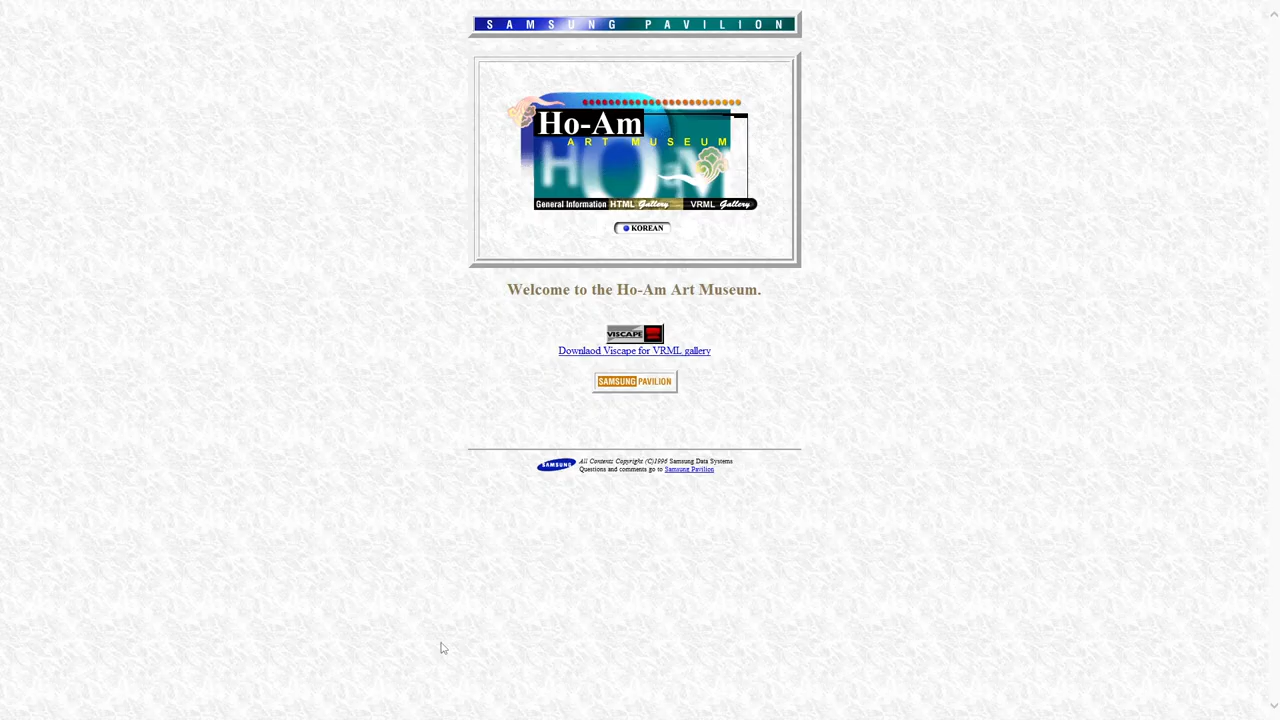 SAMSUNG PAVILION
Ho-Am
ART MUSEUM
HO-AM
General Information HTML Gallery VRML Gallery
KOREAN
Welcome to the Ho-Am Art Museum.
VISCAPE
Downlaod Viscape for VRML gallery
SAMSUNG PAVILION
SAMSUNG
All Contents Copyright (C)1996 Samsung Data Systems
Questions and comments go to Samsung Pavilion